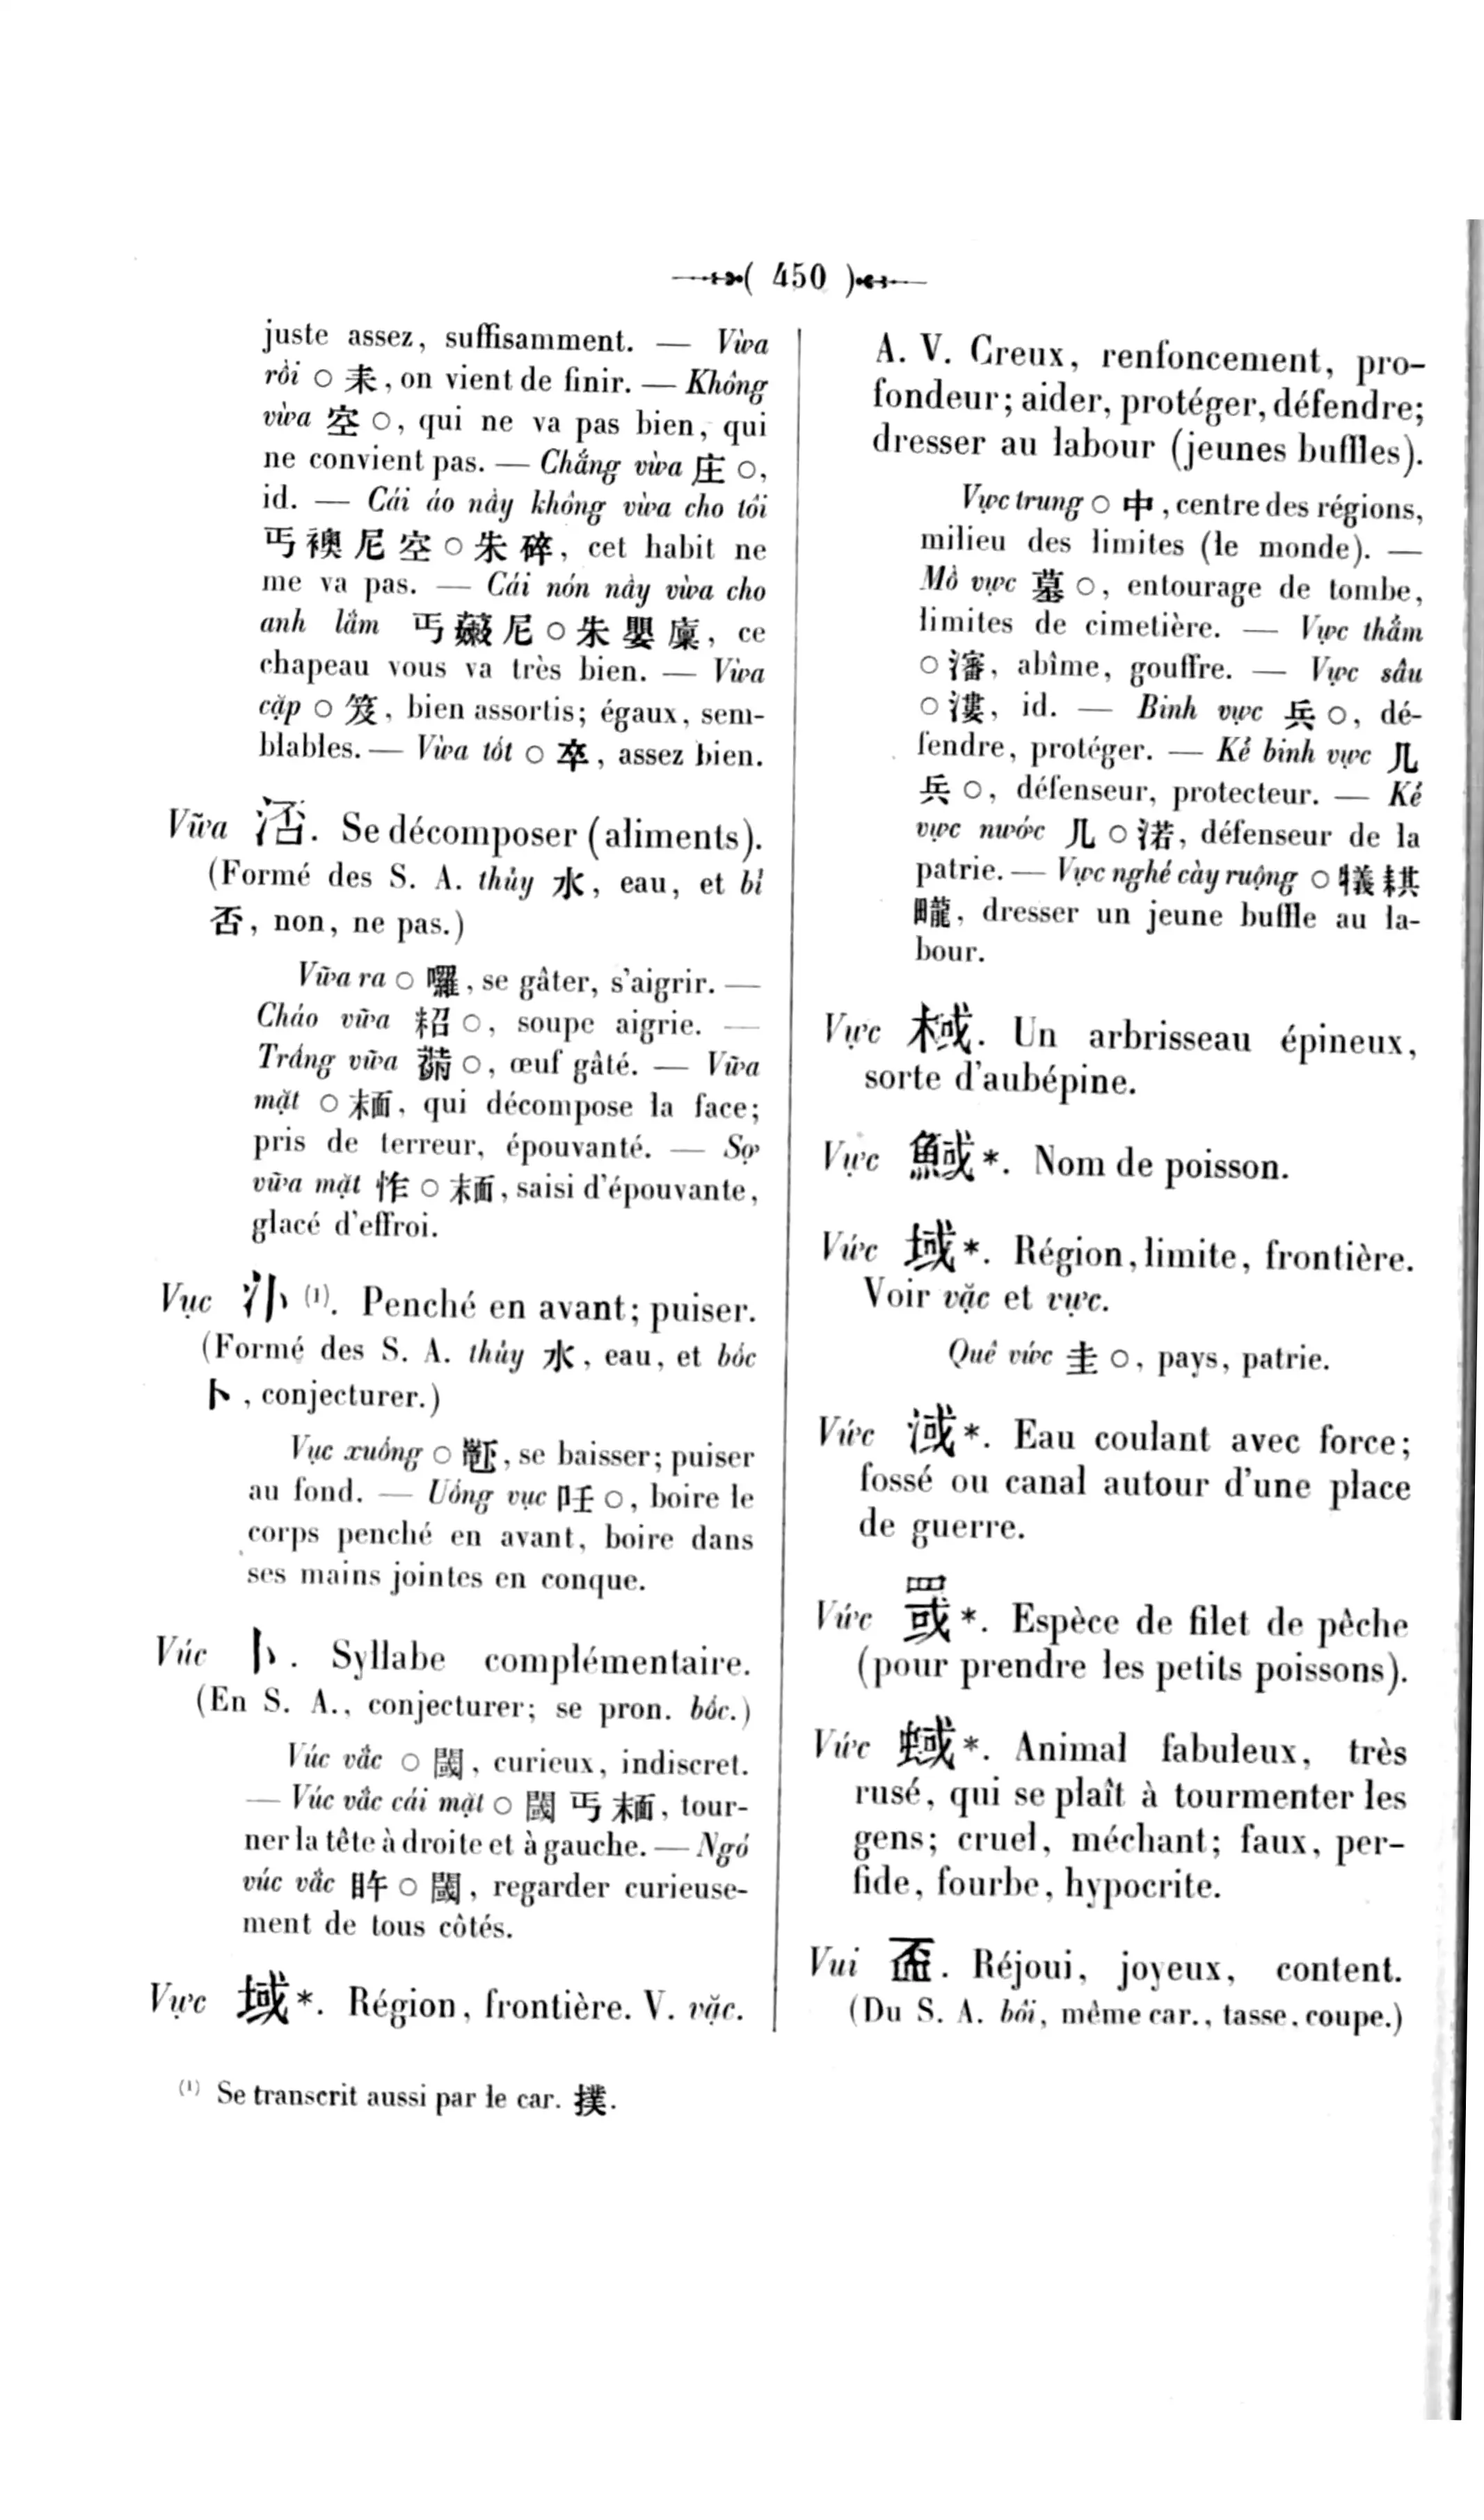 ( 450 )
juste assez, suffisamment. — Vừa
rồi ○ 耒, on vient de finir. — Không
vừa 空 ○, qui ne va pas bien, qui
ne convient pas. — Chẳng vừa 庄 ○,
id. — Cái áo nầy không vừa cho tôi
丐 襖 尼 空 ○ 朱 碎, cet habit ne
me va pas. — Cái nón nầy vừa cho
anh lắm 丐 尼 ○ 朱 嬰 廩, ce
chapeau vous va très bien. — Vừa
cặp ○ 笈, bien assortis; égaux, sem-
blables. — Vừa tốt ○ 卒, assez bien.
Vữa 㳪. Se décomposer (aliments).
(Formé des S. A. thủy 水, eau, et bỉ
否, non, ne pas.)
Vữa ra ○ 囉, se gâter, s'aigrir. —
Cháo vữa 粥 ○, soupe aigrie. —
Trảng vữa ○, œuf gâté. — Vữa
mặt ○ 𩈘, qui décompose la face;
pris de terreur, épouvanté. — Sợ
vữa mặt 怍 ○ 𩈘, saisi d'épouvante,
glacé d'effroi.
Vục (1). Penché en avant; puiser.
(Formé des S. A. thủy 水, eau, et bốc
卜, conjecturer.)
Vục xuống ○, se baisser; puiser
au fond. — Uống vục 旺 ○, boire le
corps penché en avant, boire dans
ses mains jointes en conque.
Vúc 卜. Syllabe complémentaire.
(En S. A., conjecturer; se pron. bốc.)
Vúc vắc ○ 閾, curieux, indiscret.
— Vúc vắc cái mặt ○ 閾 丐 𩈘, tour-
ner la tête à droite et à gauche. — Ngó
vúc vắc 䀒 ○ 閾, regarder curieuse-
ment de tous côtés.
Vực 域*. Région, frontière. V. vặc.
(1) Se transcrit aussi par le car. 撲.
A. V. Creux, renfoncement, pro-
fondeur; aider, protéger, défendre;
dresser au labour (jeunes buffles).
Vực trung ○ 中, centre des régions,
milieu des limites (le monde). —
Mồ vực 墓 ○, entourage de tombe,
limites de cimetière. — Vực thẳm
○ 瀋, abîme, gouffre. — Vực sâu
○ 溇, id. — Binh vực 兵 ○, dé-
fendre, protéger. — Kẻ binh vực 几
兵 ○, défenseur, protecteur. — Kẻ
vực nước 几 ○ 渃, défenseur de la
patrie. — Vực nghé cày ruộng ○ 犠 𦓿
𪽞, dresser un jeune buffle au la-
bour.
Vực 棫. Un arbrisseau épineux,
sorte d'aubépine.
Vực 魊*. Nom de poisson.
Vức 域*. Région, limite, frontière.
Voir vặc et vực.
Quê vức 圭 ○, pays, patrie.
Vức 淢*. Eau coulant avec force;
fossé ou canal autour d'une place
de guerre.
Vức 罭*. Espèce de filet de pêche
(pour prendre les petits poissons).
Vức 蜮*. Animal fabuleux, très
rusé, qui se plaît à tourmenter les
gens; cruel, méchant; faux, per-
fide, fourbe, hypocrite.
Vui 盃. Réjoui, joyeux, content.
(Du S. A. bôi, même car., tasse, coupe.)